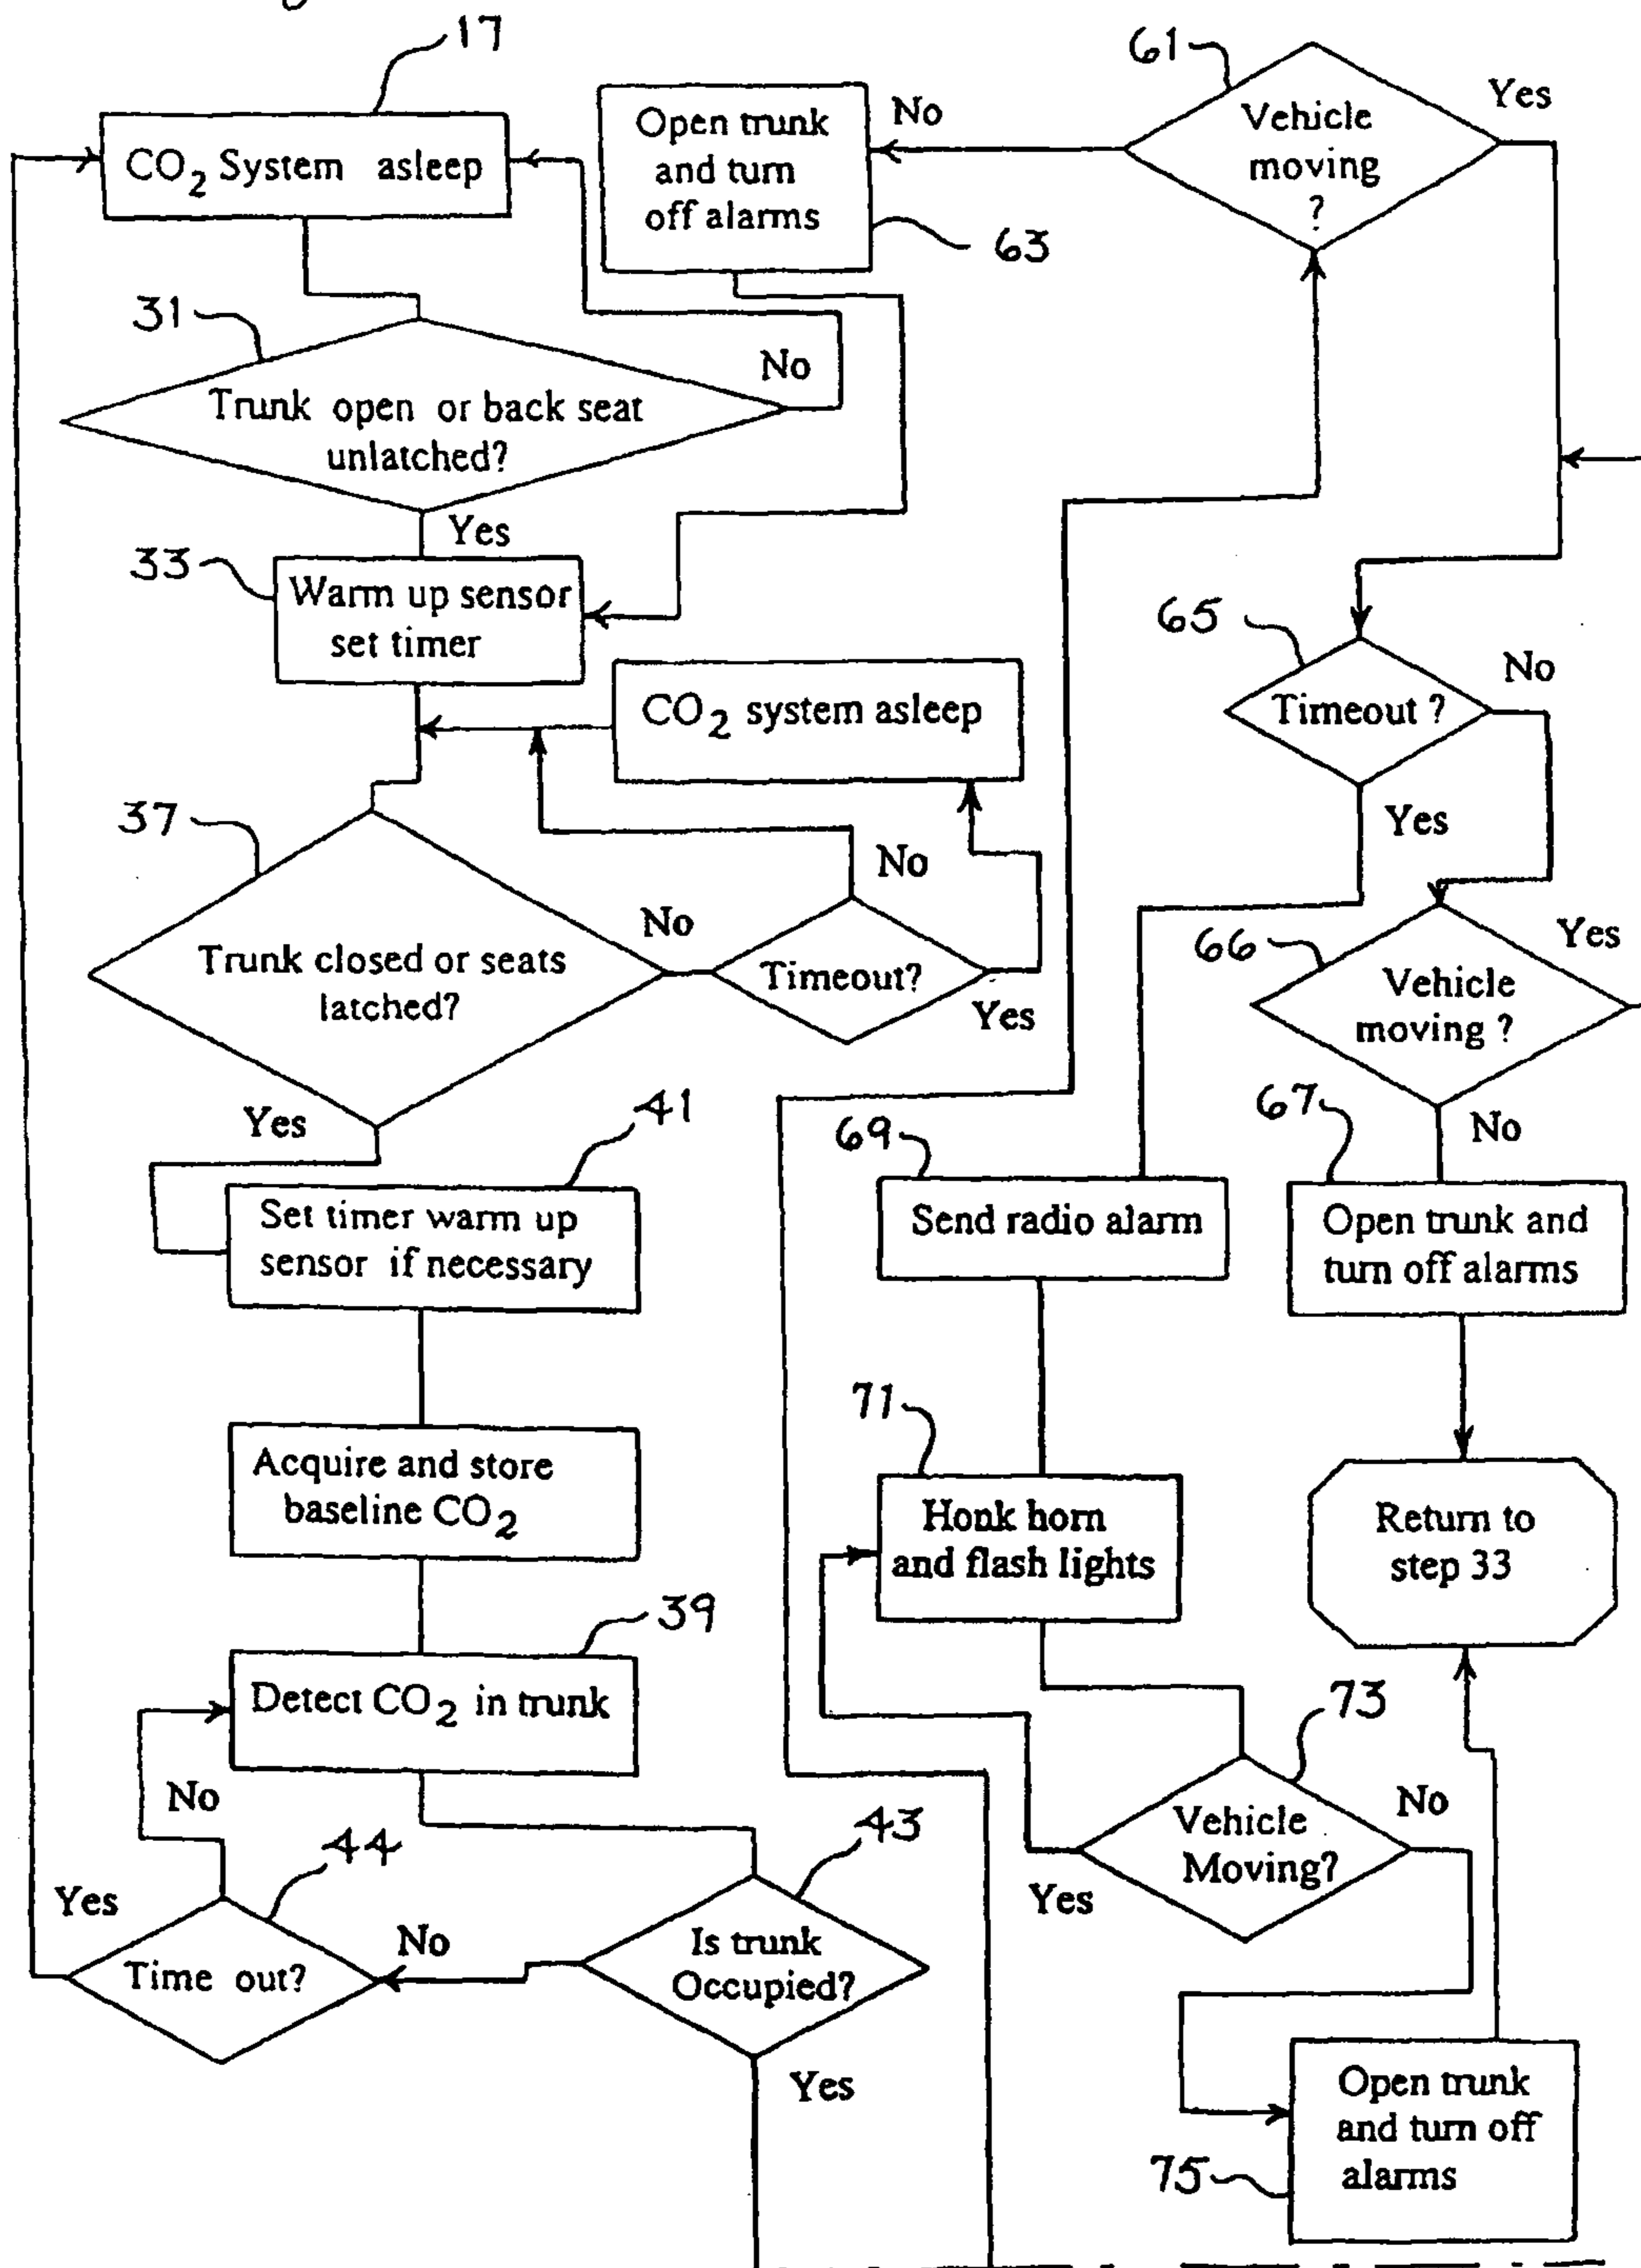 17
CO2 System asleep
31
Trunk open or back seat
unlatched?
No
Yes
33
Warm up sensor
set timer
CO2 system asleep
37
Trunk closed or seats
latched?
No
Timeout?
No
Yes
Yes
41
Set timer warm up
sensor if necessary
Acquire and store
baseline CO2
39
Detect CO2 in trunk
No
44
Yes
Time out?
No
43
Is trunk
Occupied?
Yes
61
Vehicle
moving
?
Yes
No
Open trunk
and turn
off alarms
63
65
Timeout ?
No
Yes
66
Vehicle
moving ?
Yes
No
67
Open trunk and
turn off alarms
69
Send radio alarm
71
Honk horn
and flash lights
Return to
step 33
73
Vehicle
Moving?
No
Yes
Open trunk
and turn off
alarms
75